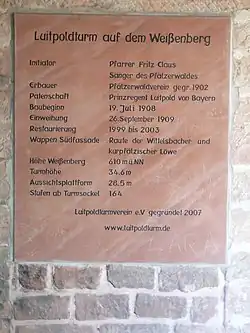 Luitpoldturm auf dem Weißenberg
Initiator Pfarrer Fritz Claus
Sänger des Pfälzerwaldes
Erbauer Pfälzerwaldverein gegr.1902
Patenschaft Prinzregent Luitpold von Bayern
Baubeginn 19. Juli 1908
Einweihung 26.September 1909
Restaurierung 1999 bis 2003
Wappen Südfassade Raute der Wittelsbacher und
kurpfälzischer Löwe
Höhe Weißenberg 610 m ü.NN
Turmhöhe 34.6 m
Aussichtsplattform 28.5 m
Stufen ab Turmsockel 164
Luitpoldturmverein e.V gegründet 2007
www.luitpoldturm.de